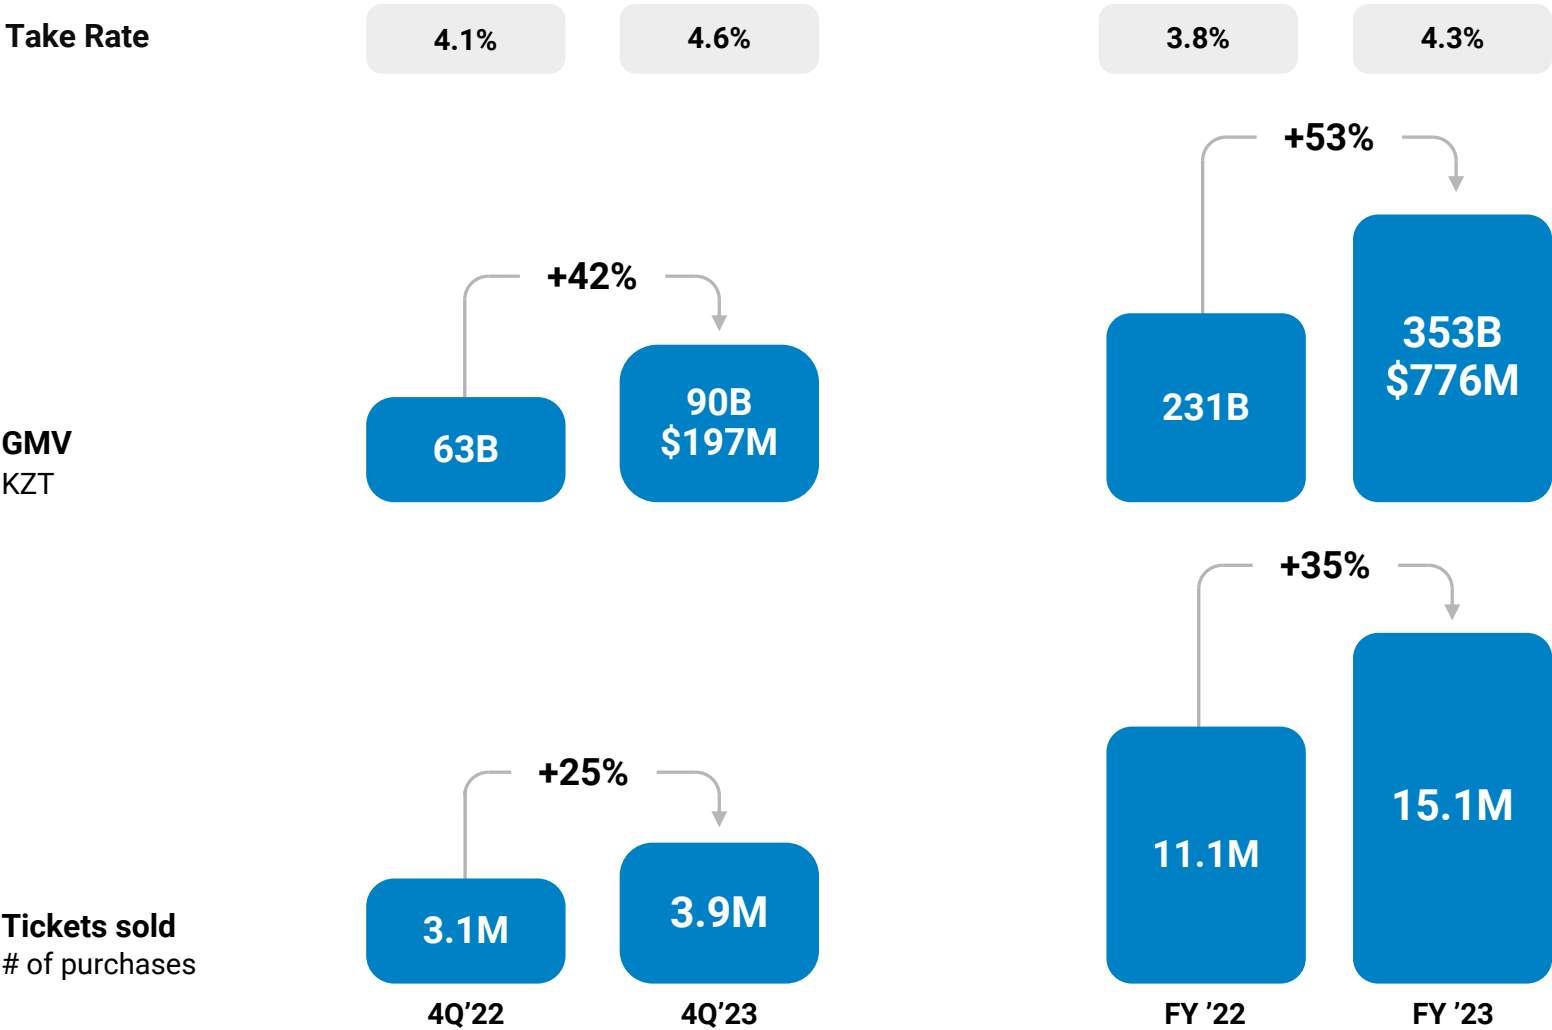 Take Rate
4.1%
4.6%
3.8%
4.3%
+53%
+42%
353B
$776M
90B
$197M
231B
63B
GMV
KZT
+35%
+25%
15.1M
11.1M
3.9M
3.1M
Tickets sold
# of purchases
4Q’22
4Q’23
FY ’22
FY ’23